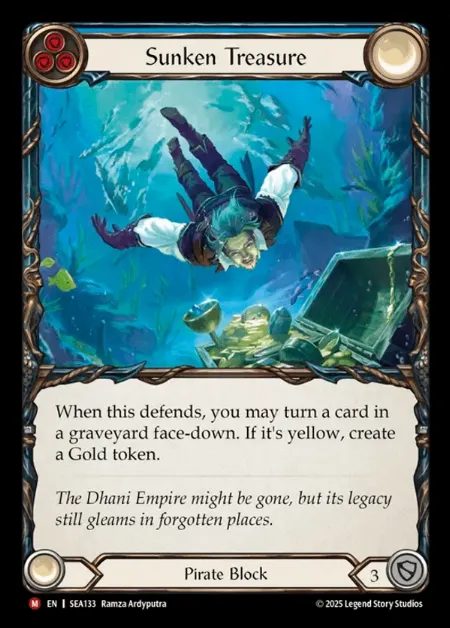 Sunken Treasure
When this defends, you may turn a card in
a graveyard face-down. If it's yellow, create
a Gold token.
The Dhani Empire might be gone, but its legacy
still gleams in forgotten places.
Pirate Block
3
M EN | SEA133 Ramza Ardyputra
© 2025 Legend Story Studios